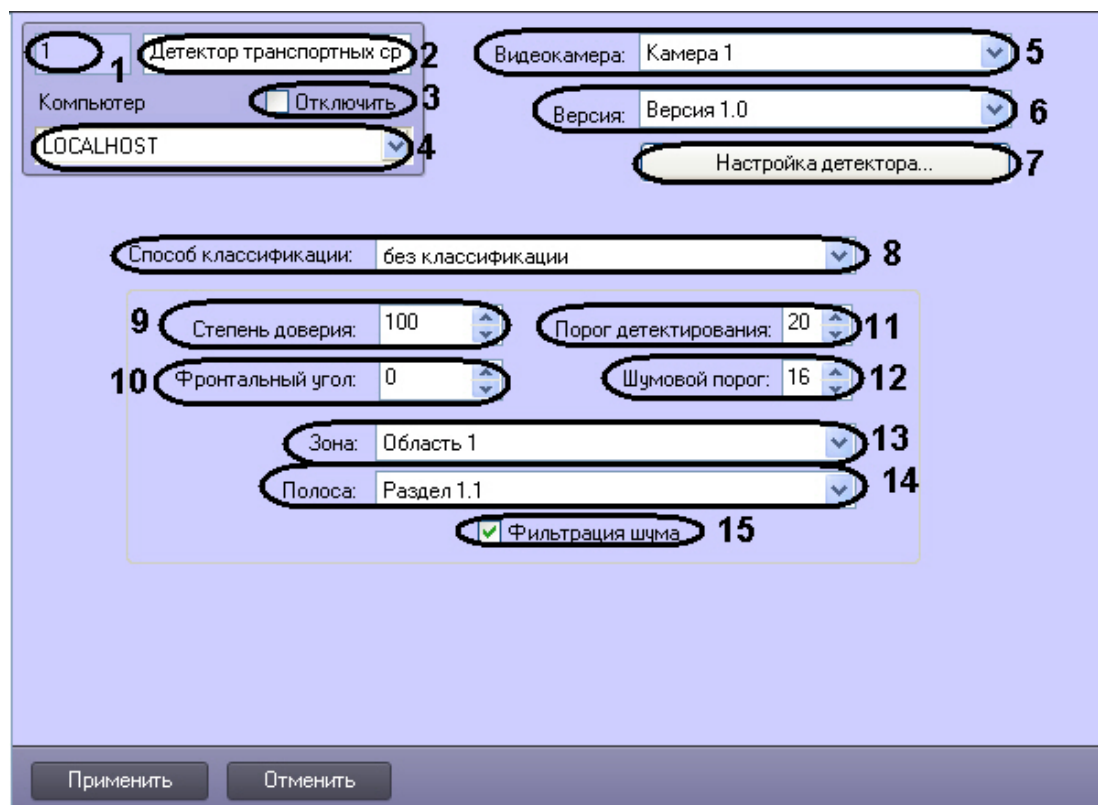 1 1 Детектор транспортных ср 2
Компьютер Отключить 3
LOCALHOST 4
Видеокамера: Камера 1 5
Версия: Версия 1.0 6
Настройка детектора... 7
Способ классификации: без классификации 8
9 Степень доверия: 100 Порог детектирования: 20 11
10 Фронтальный угол: 0 Шумовой порог: 16 12
Зона: Область 1 13
Полоса: Раздел 1.1 14
Фильтрация шума 15
Применить Отменить